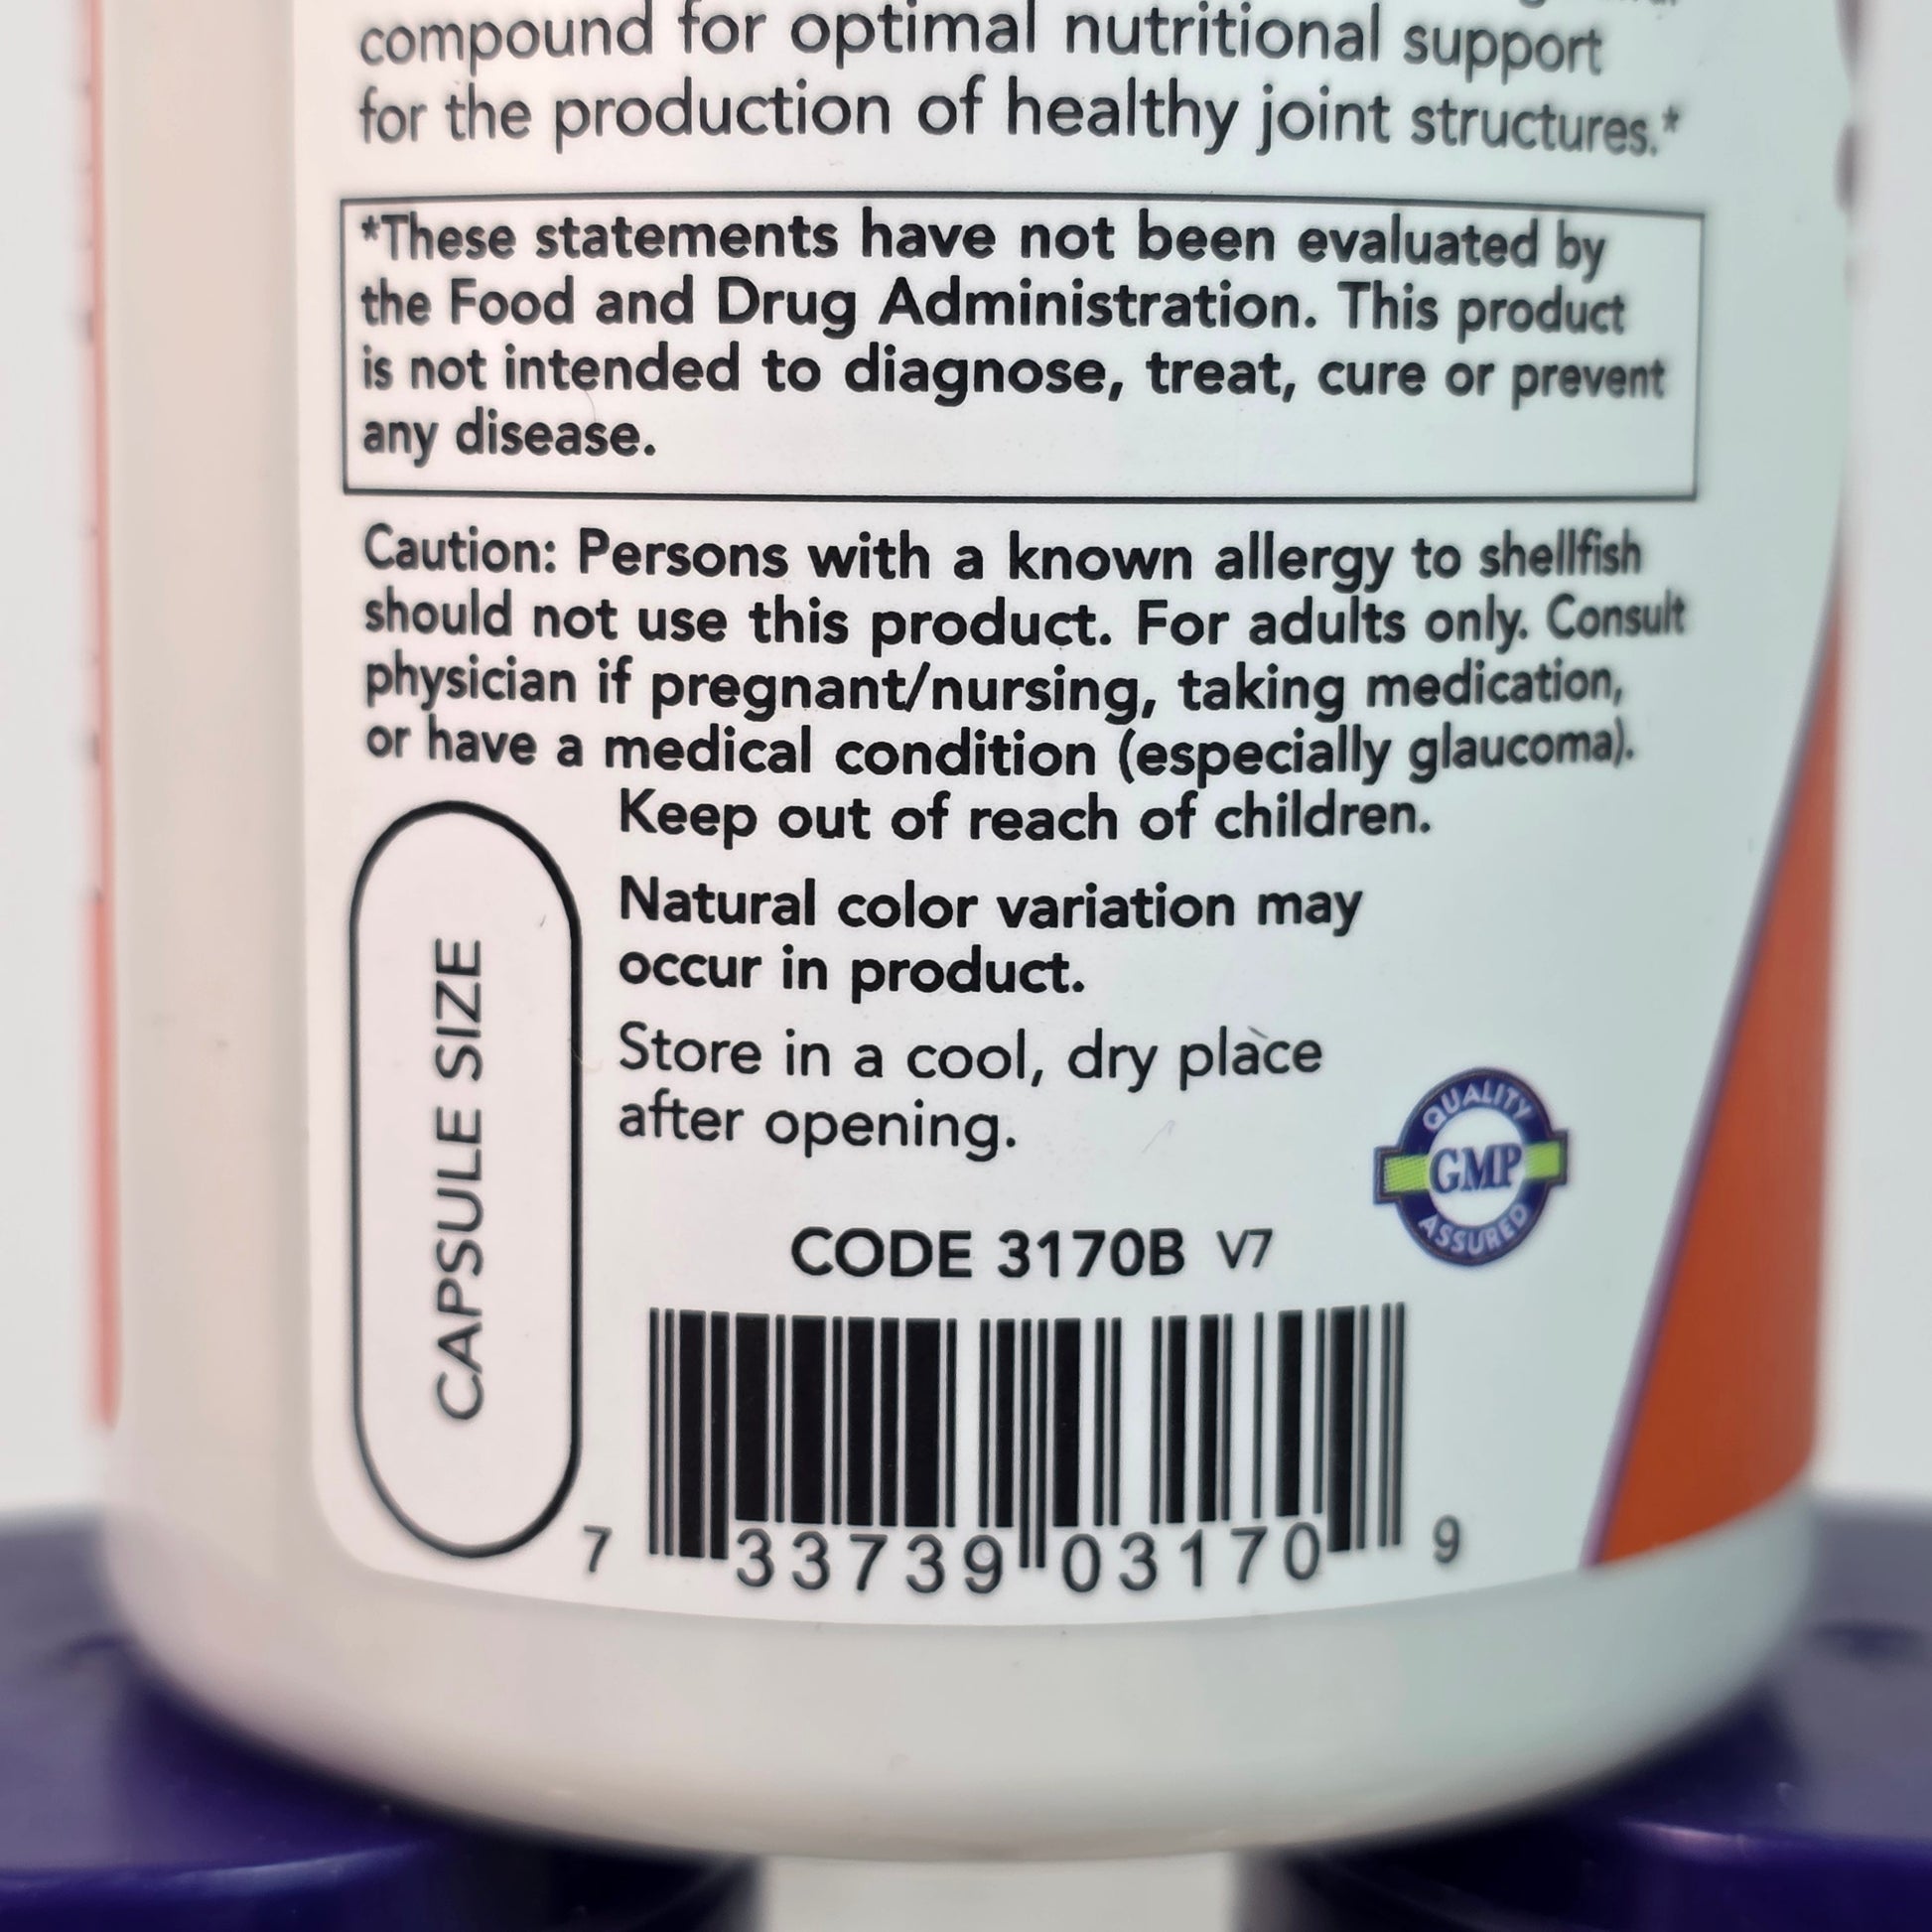 compound for optimal nutritional support
for the production of healthy joint structures.*
*These statements have not been evaluated by
the Food and Drug Administration. This product
is not intended to diagnose, treat, cure or prevent
any disease.
Caution: Persons with a known allergy to shellfish
should not use this product. For adults only. Consult
physician if pregnant/nursing, taking medication,
or have a medical condition (especially glaucoma).
Keep out of reach of children.
Natural color variation may
occur in product.
Store in a cool, dry place
after opening.
CAPSULE SIZE
QUALITY
GMP
ASSURED
CODE 3170B V7
7 33739 03170 9